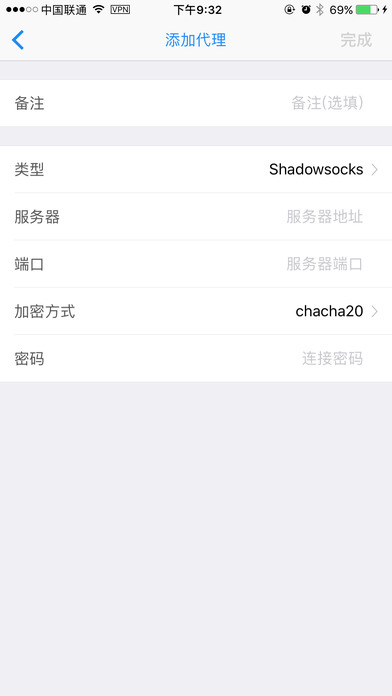 中国联通 VPN 下午9:32 69%
添加代理 完成
备注 备注(选填)
类型 Shadowsocks
服务器 服务器地址
端口 服务器端口
加密方式 chacha20
密码 连接密码